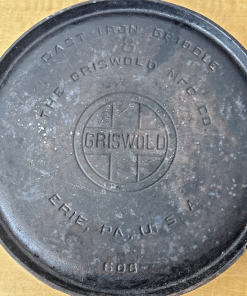 CAST IRON GRIDDLE
8
THE GRISWOLD MFG. CO.
GRISWOLD
ERIE, PA., U. S. A.
608